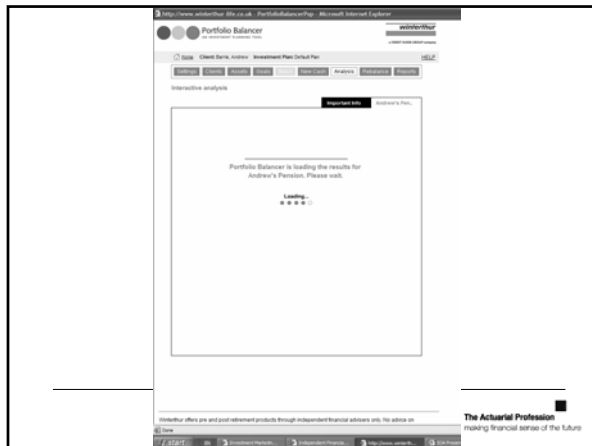 http://www.winterthur-life.co.uk - PortfolioBalancerPop - Microsoft Internet Explorer
Portfolio Balancer
winterthur
Home Client: Barrie, Andrew Investment Plan: Default Plan HELP
Settings Clients Assets Goals New Cash Analysis Rebalance Reports
Interactive analysis
Important Info Andrew's Pen..
Portfolio Balancer is loading the results for
Andrew's Pension. Please wait.
Loading...
Winterthur offers pre and post retirement products through independent financial advisers only. No advice on
Done
start EN Investment Marketin... Independent Financia... http://www.winterth...
The Actuarial Profession
making financial sense of the future